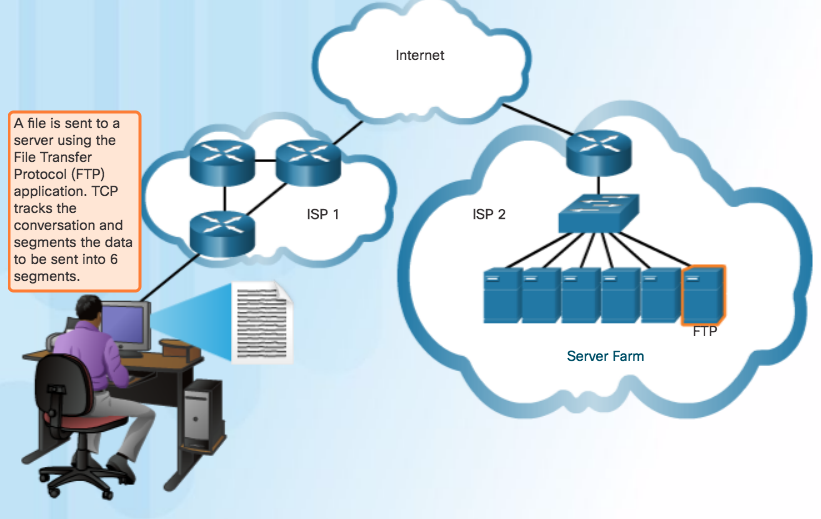 Internet
A file is sent to a
server using the
File Transfer
Protocol (FTP)
application. TCP
tracks the
conversation and
segments the data
to be sent into 6
segments.
ISP 1
ISP 2
FTP
Server Farm